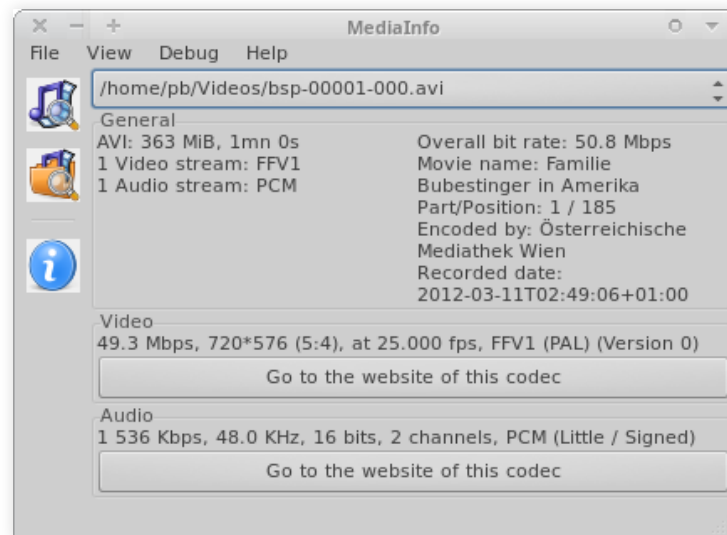 MediaInfo
File View Debug Help
/home/pb/Videos/bsp-00001-000.avi
General
AVI: 363 MiB, 1mn 0s
1 Video stream: FFV1
1 Audio stream: PCM
Overall bit rate: 50.8 Mbps
Movie name: Familie
Bubestinger in Amerika
Part/Position: 1 / 185
Encoded by: Österreichische
Mediathek Wien
Recorded date:
2012-03-11T02:49:06+01:00
Video
49.3 Mbps, 720*576 (5:4), at 25.000 fps, FFV1 (PAL) (Version 0)
Go to the website of this codec
Audio
1 536 Kbps, 48.0 KHz, 16 bits, 2 channels, PCM (Little / Signed)
Go to the website of this codec